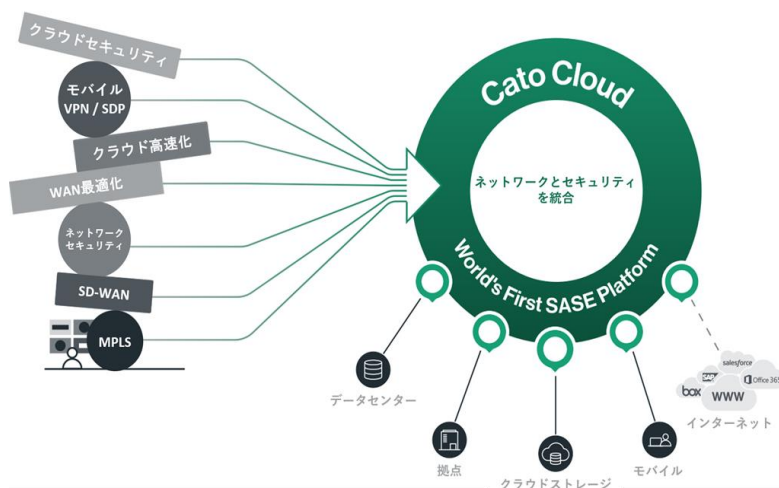 クラウドセキュリティ
モバイル
VPN / SDP
クラウド高速化
WAN最適化
ネットワーク
セキュリティ
SD-WAN
MPLS
Cato Cloud
ネットワークとセキュリティ
を統合
World's First SASE Platform
データセンター
拠点
クラウドストレージ
モバイル
salesforce
SAP
Office 365
box
WWW
インターネット